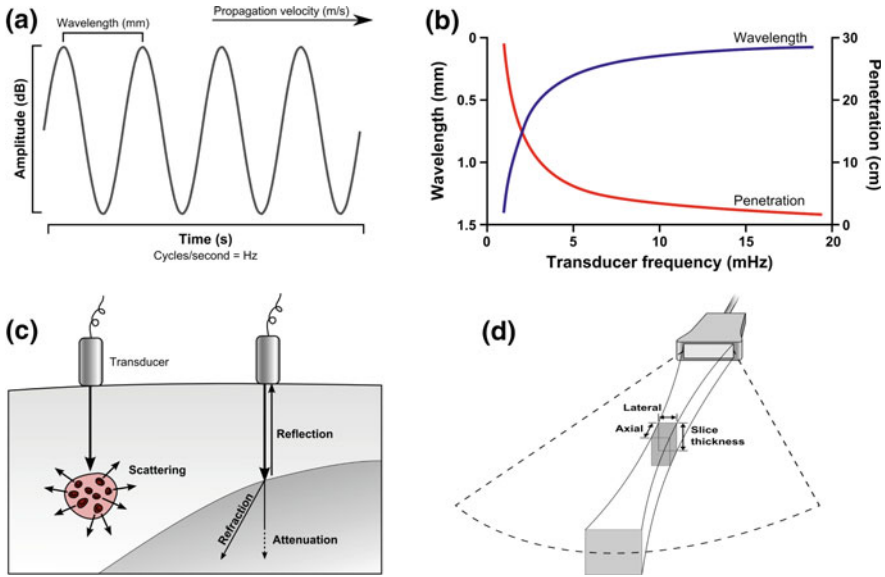 (a)
Wavelength (mm)
Propagation velocity (m/s)
Amplitude (dB)
Time (s)
Cycles/second = Hz
(b)
Wavelength (mm)
0
0.5
1.0
1.5
Wavelength
Penetration
30
20
10
0
Penetration (cm)
0
5
10
15
20
Transducer frequency (mHz)
(c)
Transducer
Scattering
Reflection
Refraction
Attenuation
(d)
Lateral
Axial
Slice
thickness